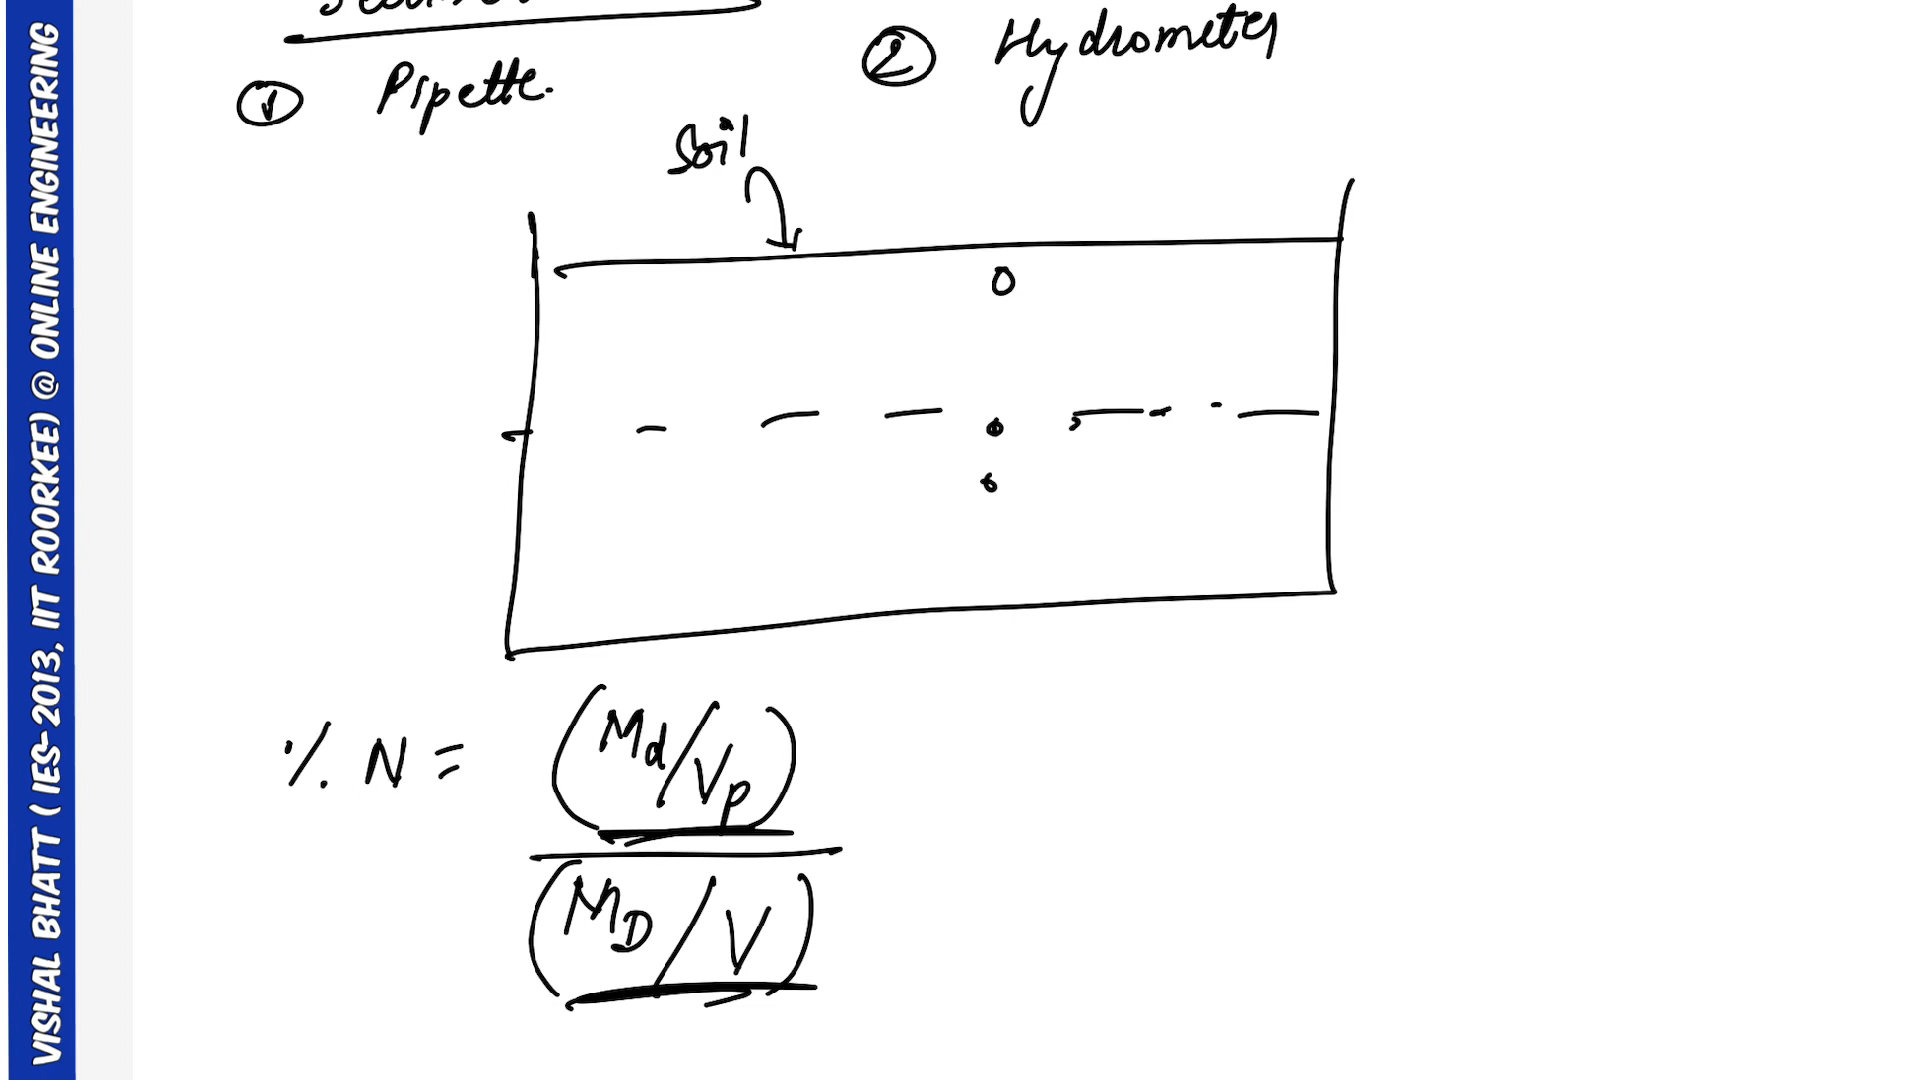 VISHAL BHATT ( IES-2013, IIT ROORKEE) @ ONLINE ENGINEERING
① Pipette.
② Hydrometer
Soil
% N = (Md/Vp)
(MD/V)